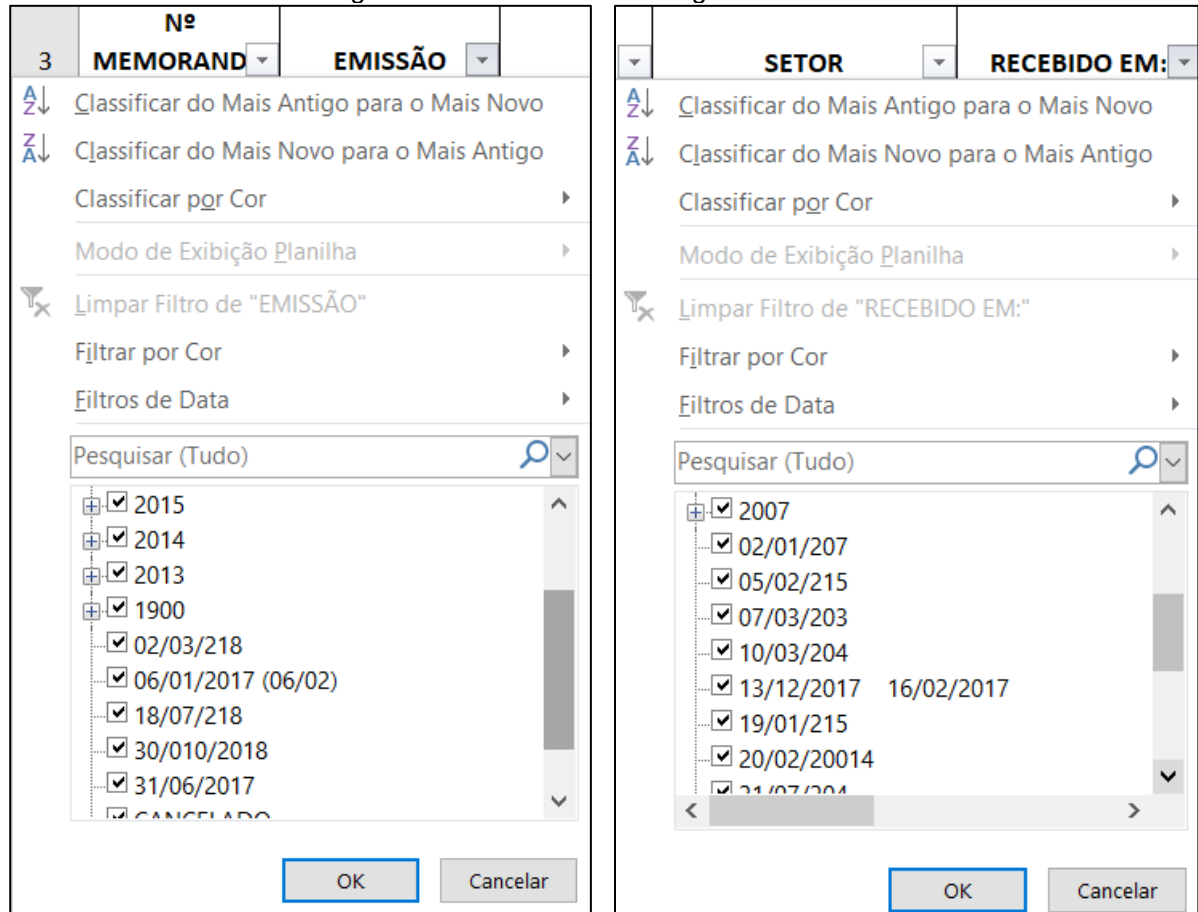 Nº
3 MEMORAND EMISSÃO
Classificar do Mais Antigo para o Mais Novo
Classificar do Mais Novo para o Mais Antigo
Classificar por Cor
Modo de Exibição Planilha
Limpar Filtro de "EMISSÃO"
Filtrar por Cor
Filtros de Data
Pesquisar (Tudo)
2015
2014
2013
1900
02/03/218
06/01/2017 (06/02)
18/07/218
30/010/2018
31/06/2017
CANCELADO
OK Cancelar
SETOR RECEBIDO EM:
Classificar do Mais Antigo para o Mais Novo
Classificar do Mais Novo para o Mais Antigo
Classificar por Cor
Modo de Exibição Planilha
Limpar Filtro de "RECEBIDO EM:"
Filtrar por Cor
Filtros de Data
Pesquisar (Tudo)
2007
02/01/207
05/02/215
07/03/203
10/03/204
13/12/2017 16/02/2017
19/01/215
20/02/20014
21/07/204
OK Cancelar